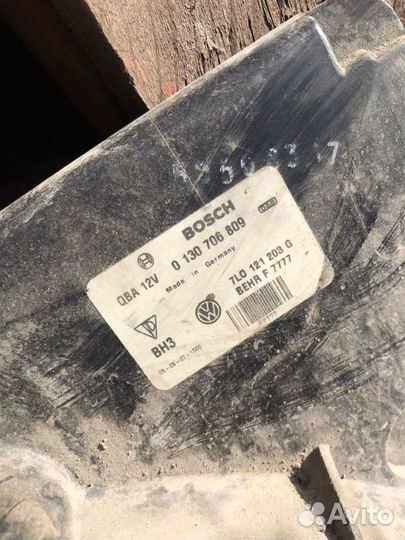 BOSCH
QBA 12V 0 130 706 809
Made in Germany
7L0 121 203 G
BEHR F 7777
BH3
Avito